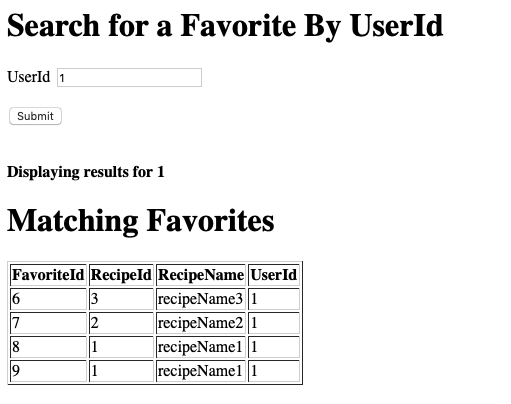 Search for a Favorite By UserId
UserId 1
Submit
Displaying results for 1
Matching Favorites
FavoriteId RecipeId RecipeName UserId
6 3 recipeName3 1
7 2 recipeName2 1
8 1 recipeName1 1
9 1 recipeName1 1